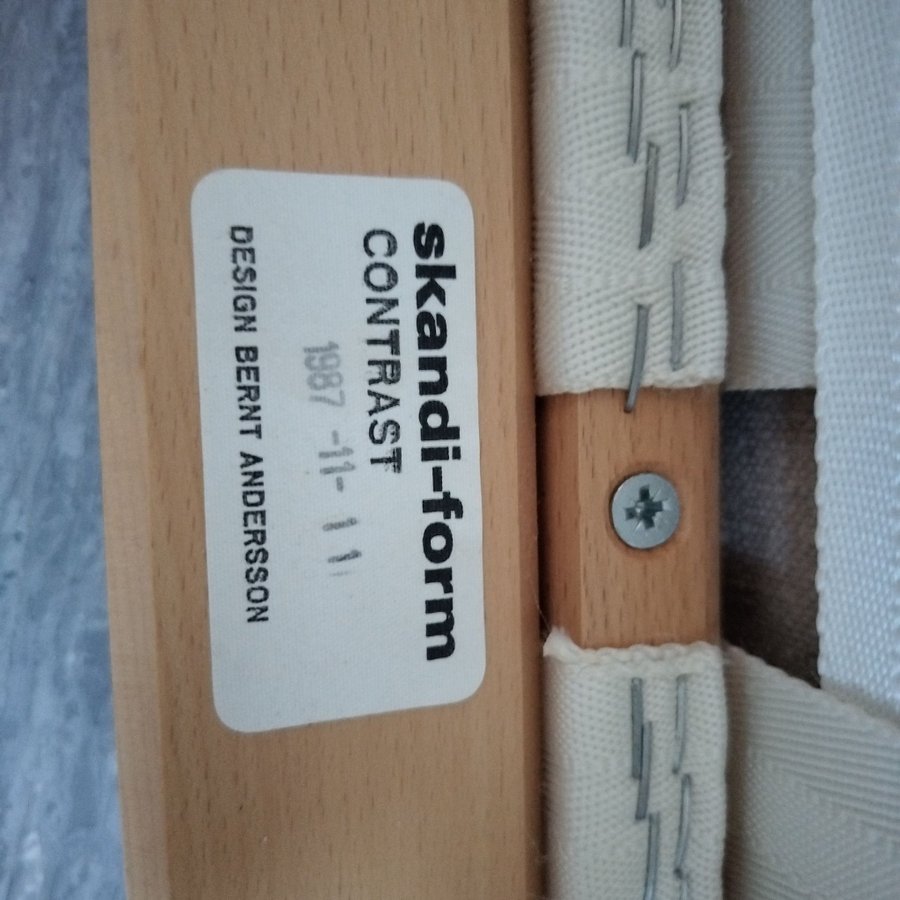 skandi-form
CONTRAST
1987 -11- 11
DESIGN BERNT ANDERSSON